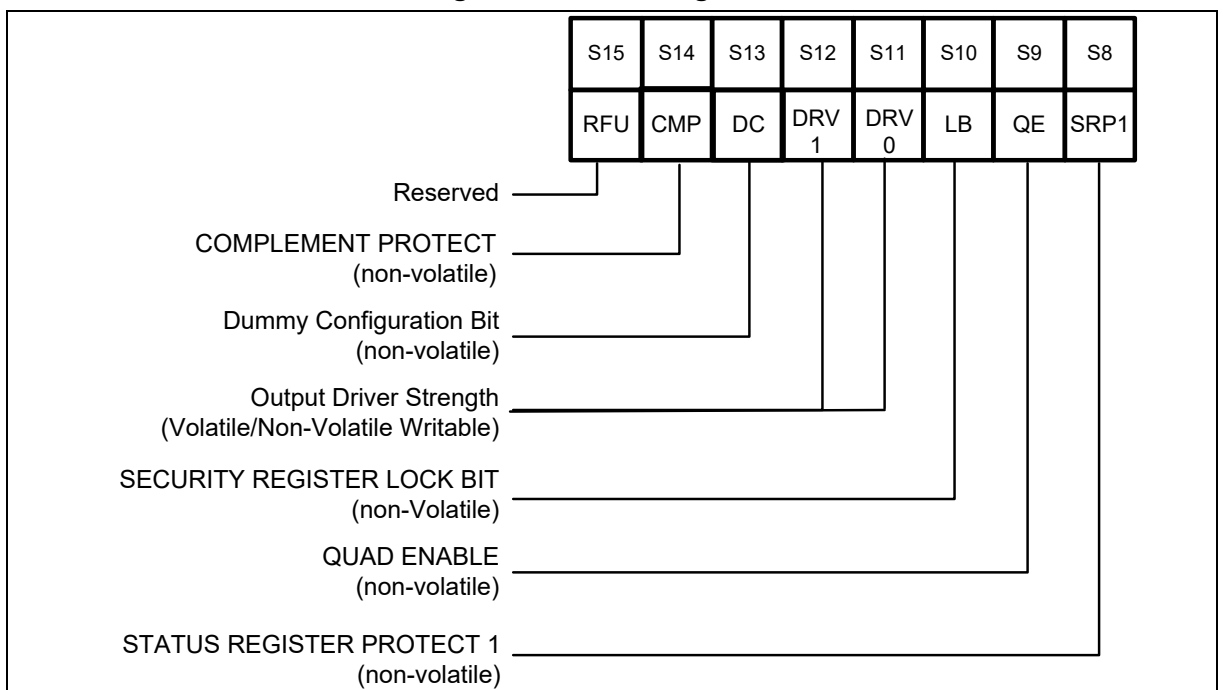 S15 S14 S13 S12 S11 S10 S9 S8
RFU CMP DC DRV 1 DRV 0 LB QE SRP1
Reserved
COMPLEMENT PROTECT
(non-volatile)
Dummy Configuration Bit
(non-volatile)
Output Driver Strength
(Volatile/Non-Volatile Writable)
SECURITY REGISTER LOCK BIT
(non-Volatile)
QUAD ENABLE
(non-volatile)
STATUS REGISTER PROTECT 1
(non-volatile)